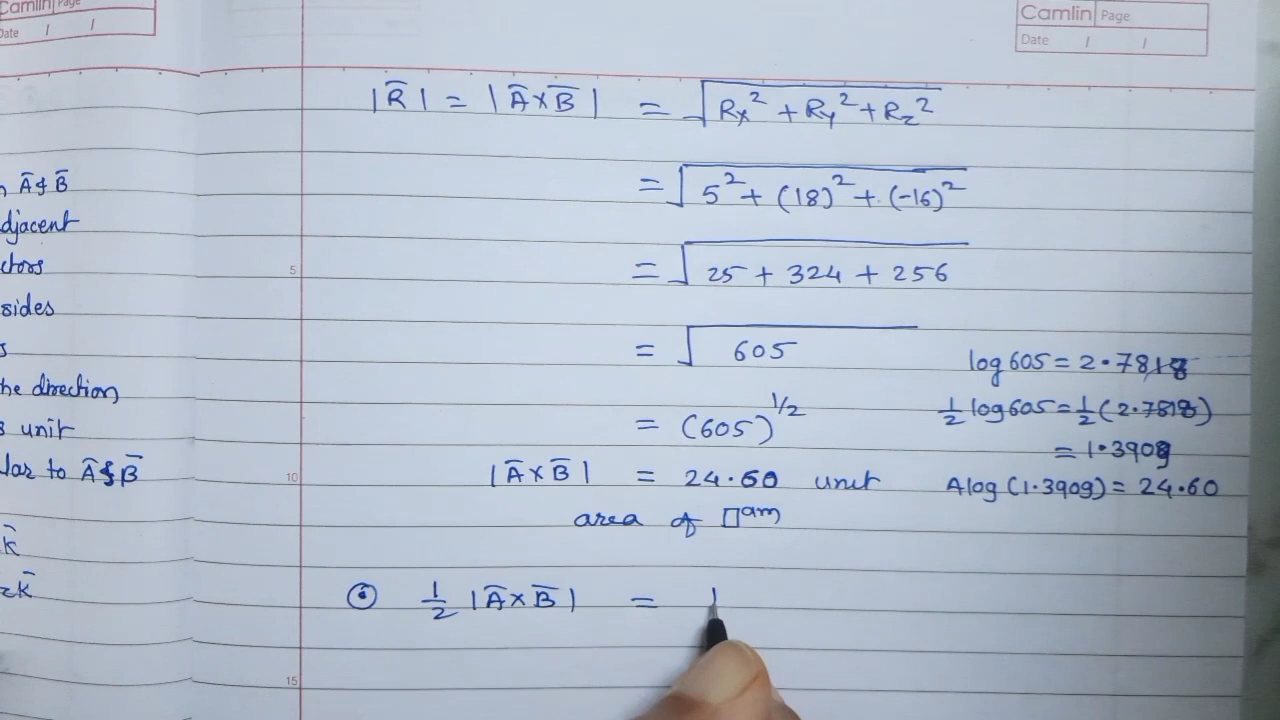 Camlin Page
Date / /
Camlin Page
Date / /
A̅ & B̅
djacent
ctors
sides
s
he direction
s unit
lar to A̅ & B̅
k̅
zk̅
|R̅| = |A̅×B̅| = √Rx² + Ry² + Rz²
= √5² + (18)² + (-16)²
= √25 + 324 + 256
5
= √605
= (605)^1/2
10
|A̅×B̅| = 24.60 unit
area of ▯am
log 605 = 2.7818
½ log 605 = ½ (2.7818)
= 1.3909
Alog (1.3909) = 24.60
½ |A̅×B̅| =
15